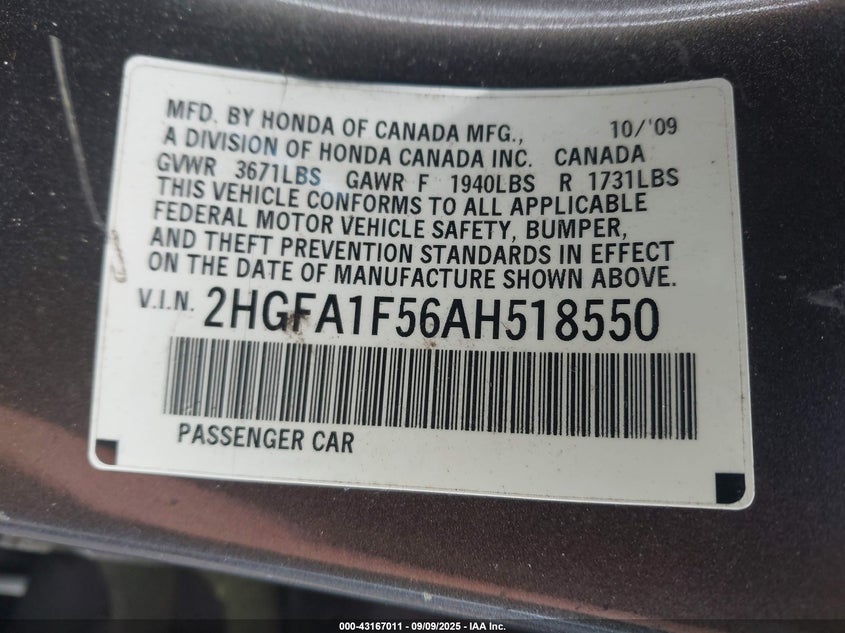 MFD. BY HONDA OF CANADA MFG., 10/'09
A DIVISION OF HONDA CANADA INC. CANADA
GVWR 3671LBS GAWR F 1940LBS R 1731LBS
THIS VEHICLE CONFORMS TO ALL APPLICABLE
FEDERAL MOTOR VEHICLE SAFETY, BUMPER,
AND THEFT PREVENTION STANDARDS IN EFFECT
ON THE DATE OF MANUFACTURE SHOWN ABOVE.
V.I.N. 2HGFA1F56AH518550
PASSENGER CAR
000-43167011 - 09/09/2025 - IAA Inc.